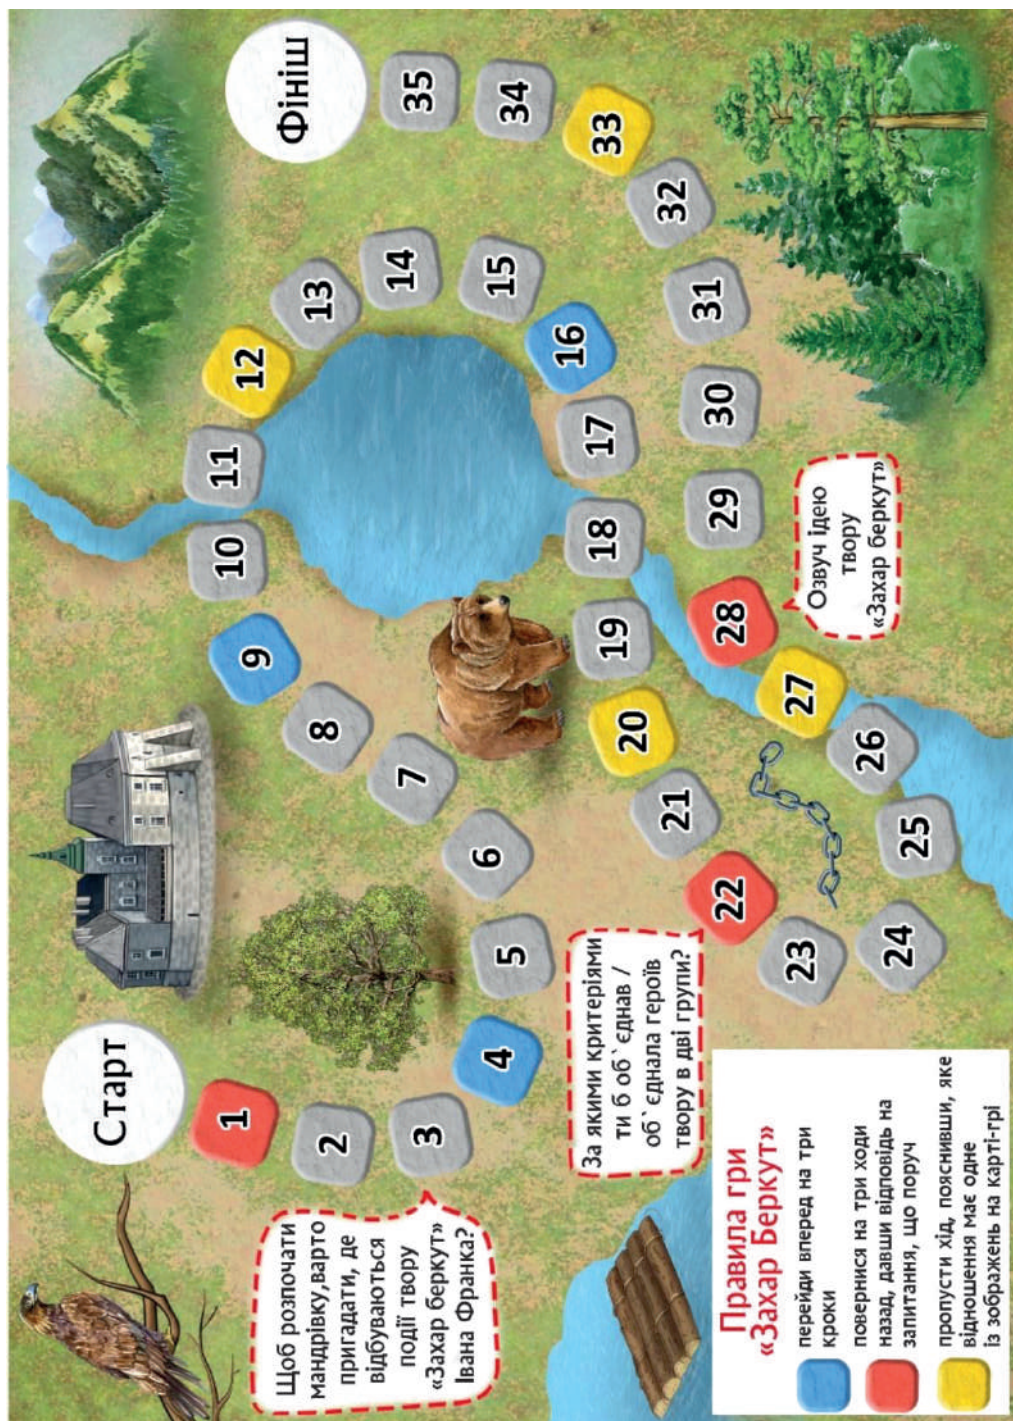 Старт
1
2
3
4
5
6
7
8
9
10
11
12
13
14
15
16
17
18
19
20
21
22
23
24
25
26
27
28
29
30
31
32
33
34
35
Фініш
Щоб розпочати
мандрівку,варто
пригадати, де
відбуваються
події твору
«Захар беркут»
Івана Франка?
За якими критеріями
ти б об`єднав /
об`єднала героїв
твору в дві групи?
Озвуч ідею
твору
«Захар беркут»
Правила гри
«Захар Беркут»
перейди вперед на три
кроки
повернися на три ходи
назад, давши відповідь на
запитання, що поруч
пропусти хід, пояснивши, яке
відношення має одне
із зображень на карті-грі